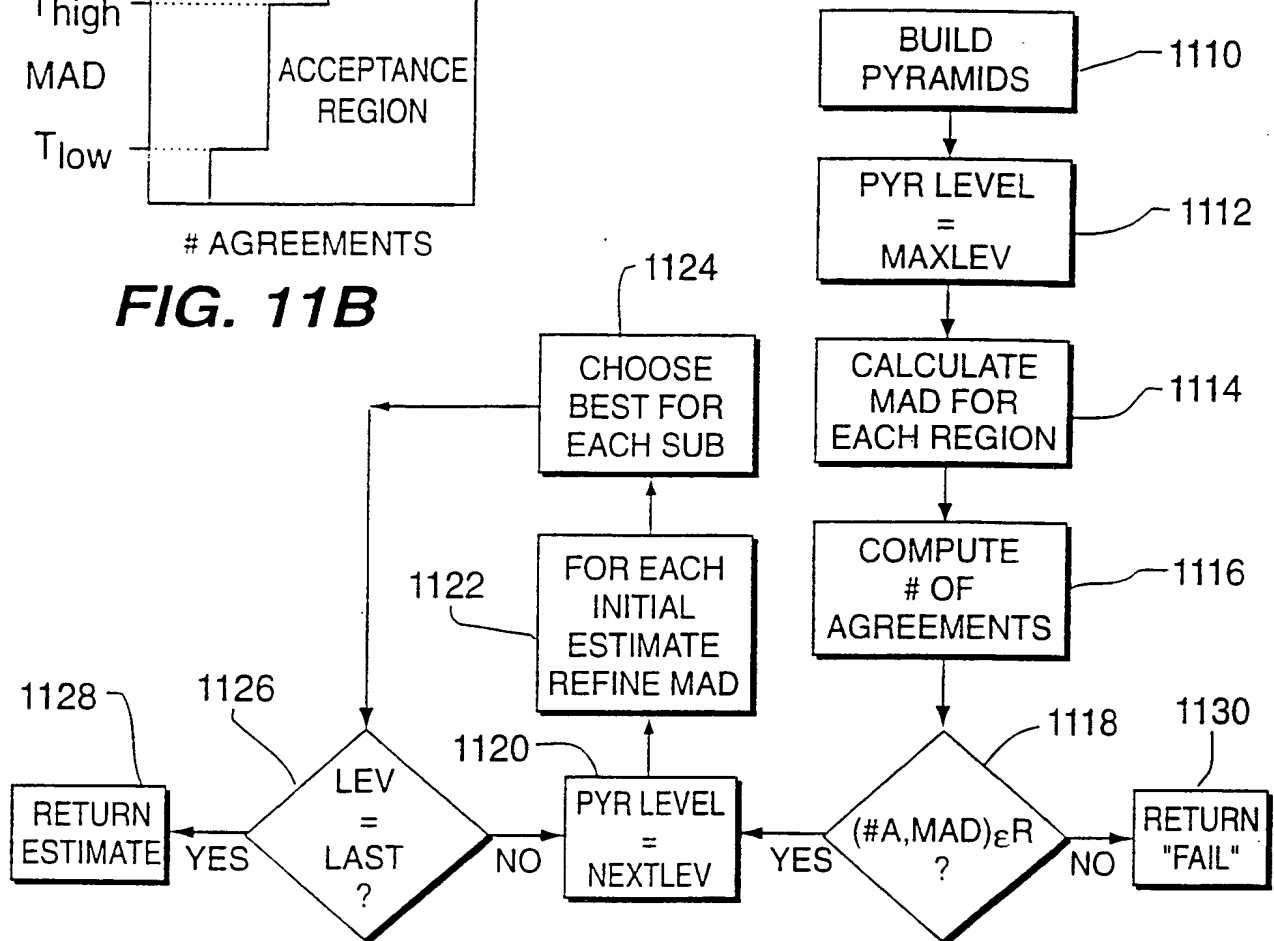 Thigh
MAD
Tlow
ACCEPTANCE
REGION
# AGREEMENTS
FIG. 11B
BUILD
PYRAMIDS
1110
PYR LEVEL
=
MAXLEV
1112
CALCULATE
MAD FOR
EACH REGION
1114
COMPUTE
# OF
AGREEMENTS
1116
(#A,MAD)εR
?
1118
YES
NO
RETURN
"FAIL"
1130
PYR LEVEL
=
NEXTLEV
1120
FOR EACH
INITIAL
ESTIMATE
REFINE MAD
1122
CHOOSE
BEST FOR
EACH SUB
1124
LEV
=
LAST
?
1126
NO
YES
RETURN
ESTIMATE
1128